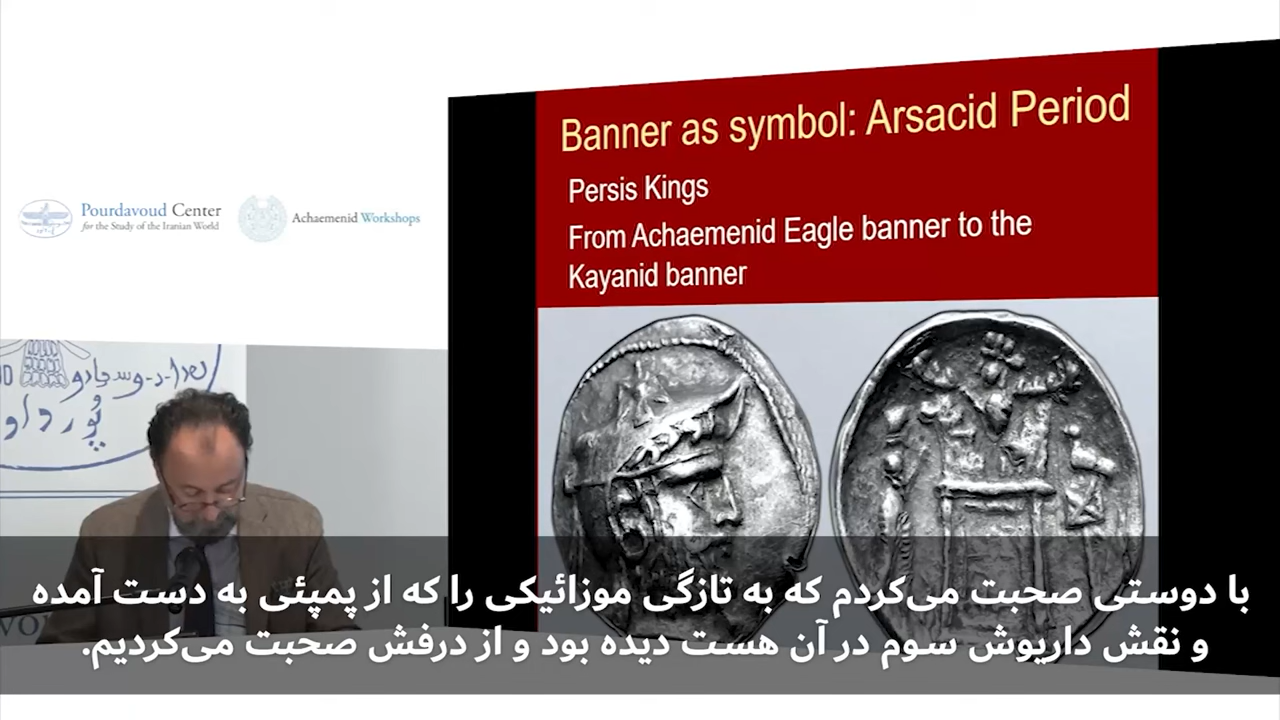 Banner as symbol: Arsacid Period
Persis Kings
From Achaemenid Eagle banner to the
Kayanid banner
Pourdavoud Center
for the Study of the Iranian World
Achaemenid Workshops
با دوستی صحبت می‌کردم که به تازگی موزائیکی را که از پمپئی به دست آمده
و نقش داریوش سوم در آن هست دیده بود و از درفش صحبت می‌کردیم.